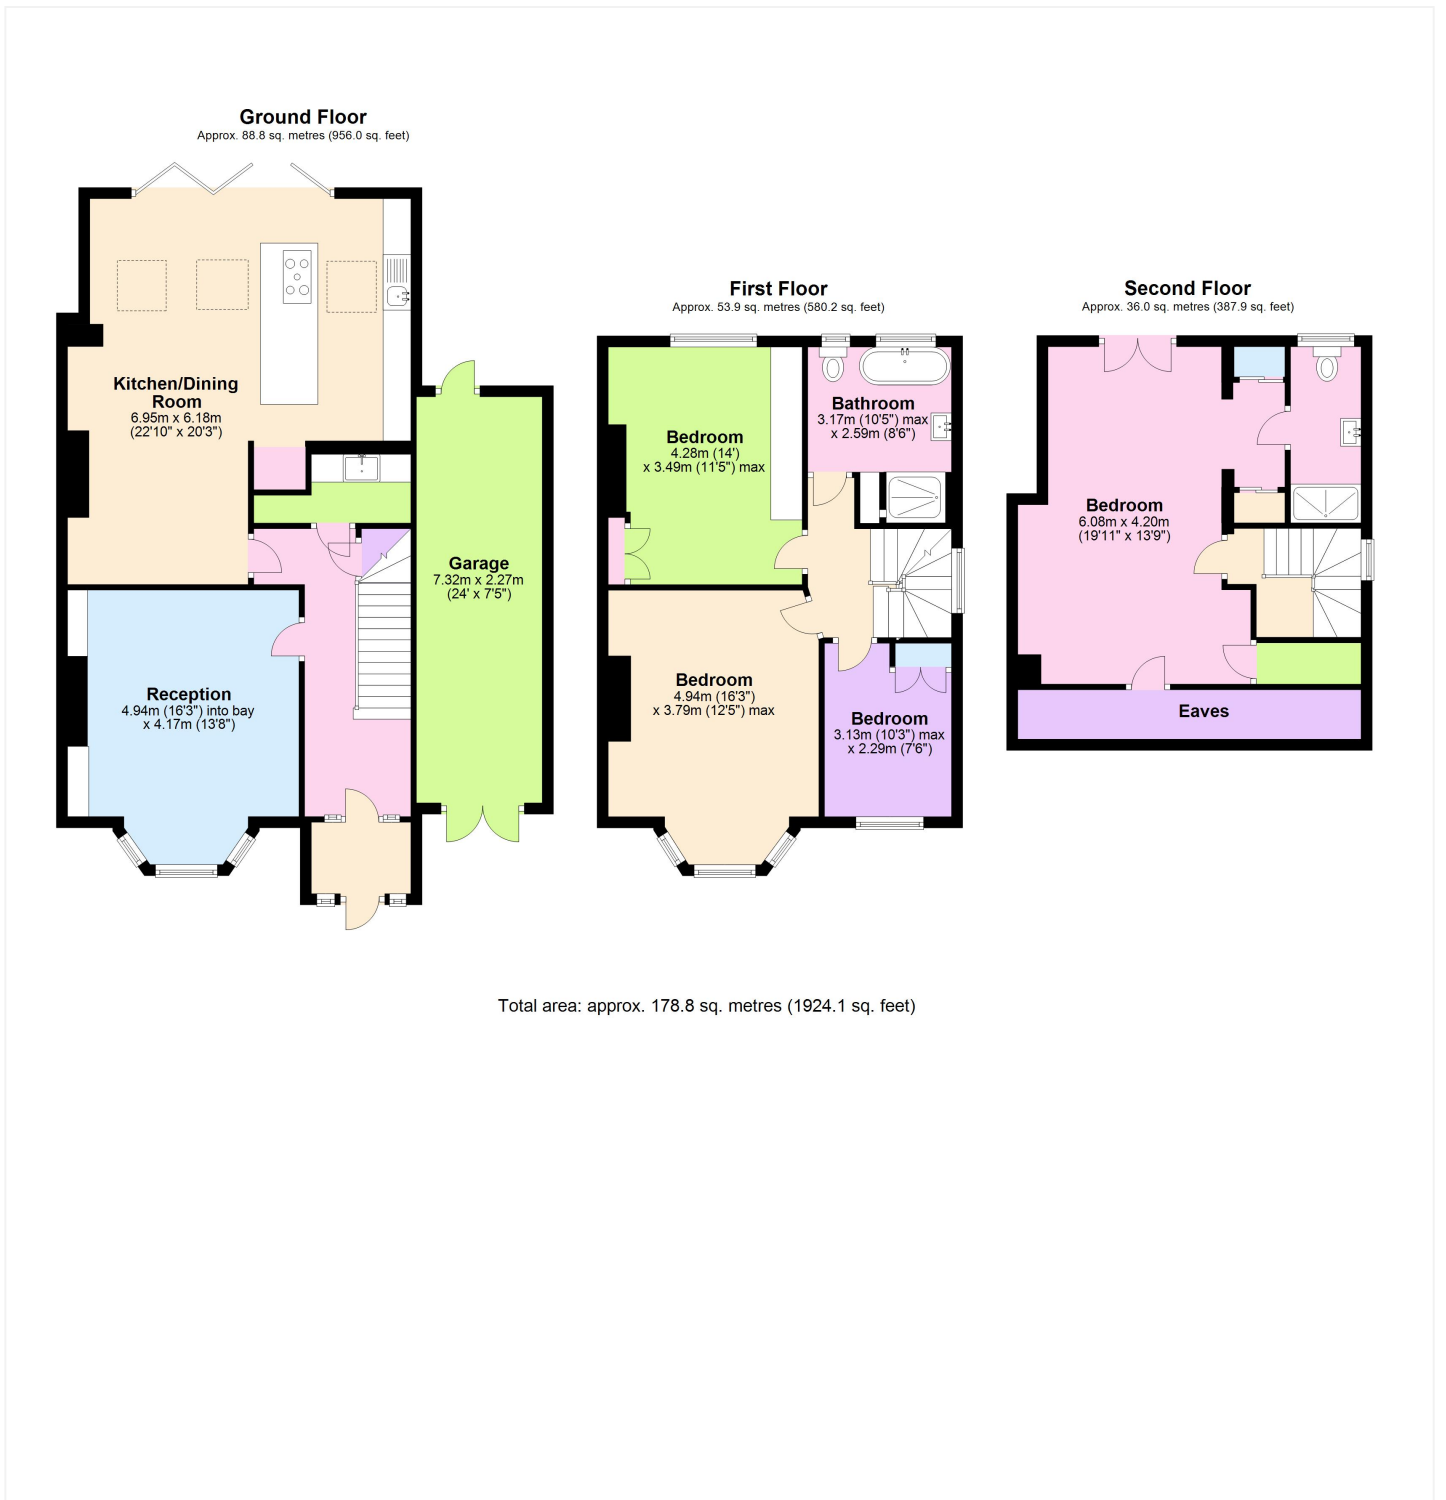 Ground Floor
Approx. 88.8 sq. metres (956.0 sq. feet)
Kitchen/Dining
Room
6.95m x 6.18m
(22'10" x 20'3")
Garage
7.32m x 2.27m
(24' x 7'5")
Reception
4.94m (16'3") into bay
x 4.17m (13'8")
First Floor
Approx. 53.9 sq. metres (580.2 sq. feet)
Bedroom
4.28m (14')
x 3.49m (11'5") max
Bathroom
3.17m (10'5") max
x 2.59m (8'6")
Bedroom
4.94m (16'3")
x 3.79m (12'5") max
Bedroom
3.13m (10'3") max
x 2.29m (7'6")
Second Floor
Approx. 36.0 sq. metres (387.9 sq. feet)
Bedroom
6.08m x 4.20m
(19'11" x 13'9")
Eaves
Total area: approx. 178.8 sq. metres (1924.1 sq. feet)